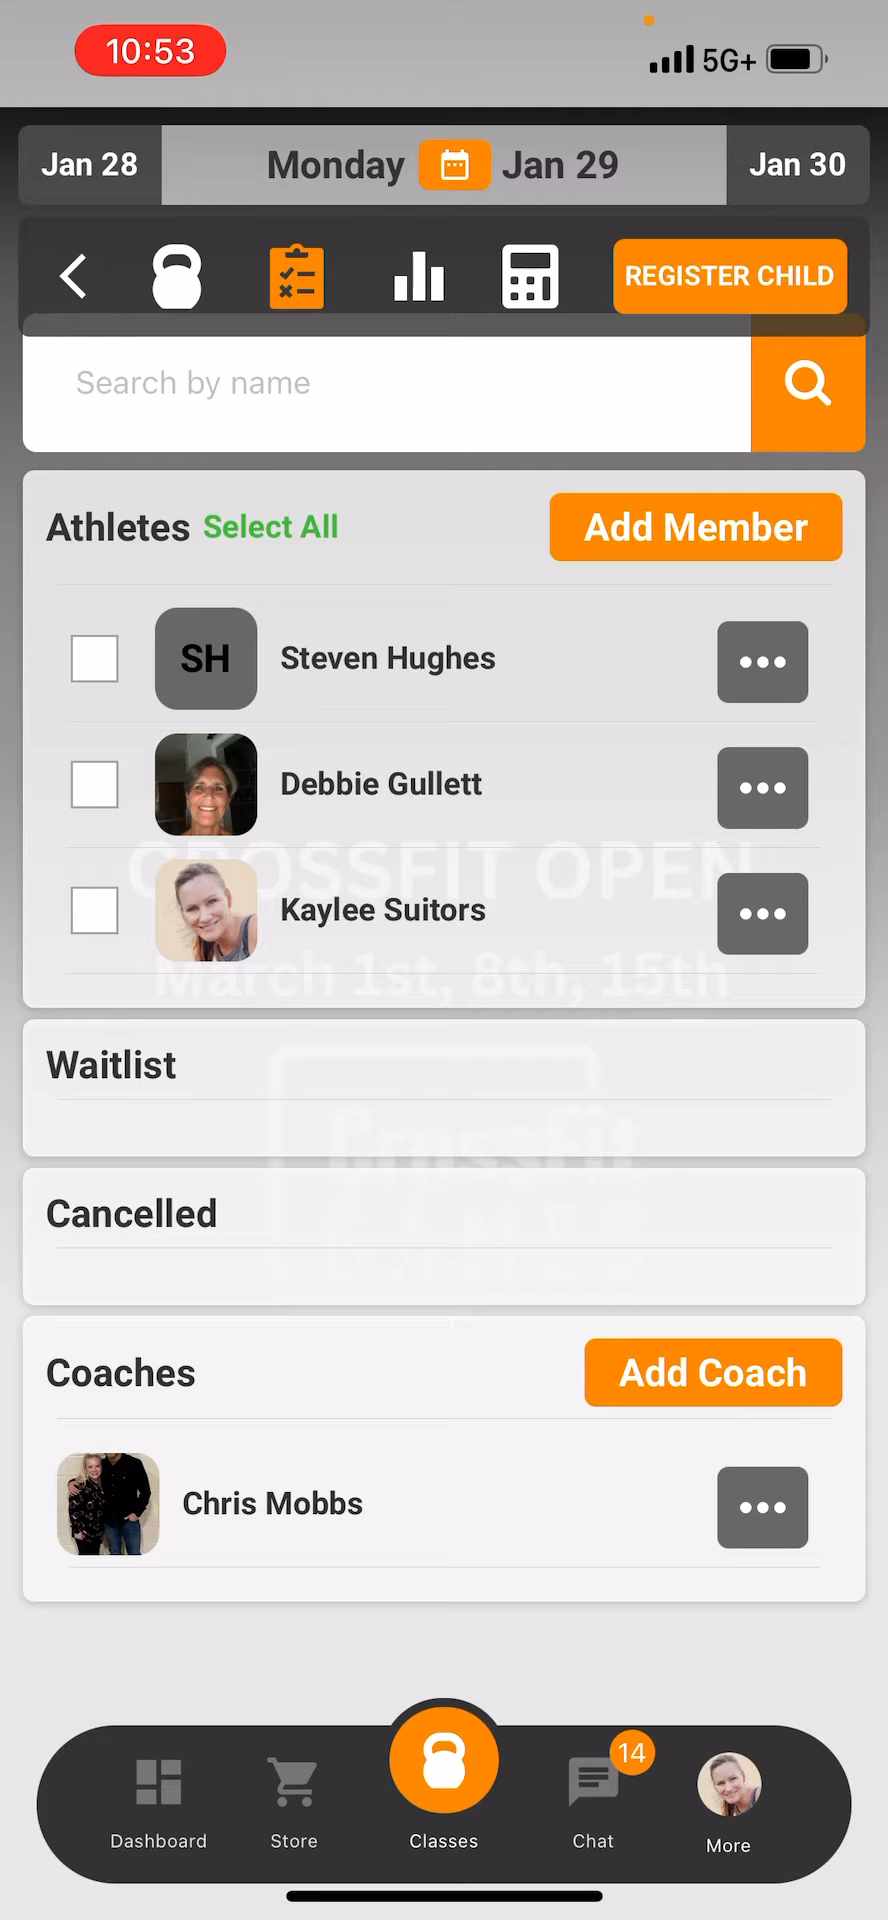 10:53
5G+
Jan 28
Monday
Jan 29
Jan 30
REGISTER CHILD
Search by name
Athletes Select All
Add Member
SH
Steven Hughes
Debbie Gullett
CROSSFIT OPEN
Kaylee Suitors
March 1st, 8th, 15th
Waitlist
CrossFit
Cancelled
Coaches
Add Coach
Chris Mobbs
14
Dashboard
Store
Classes
Chat
More